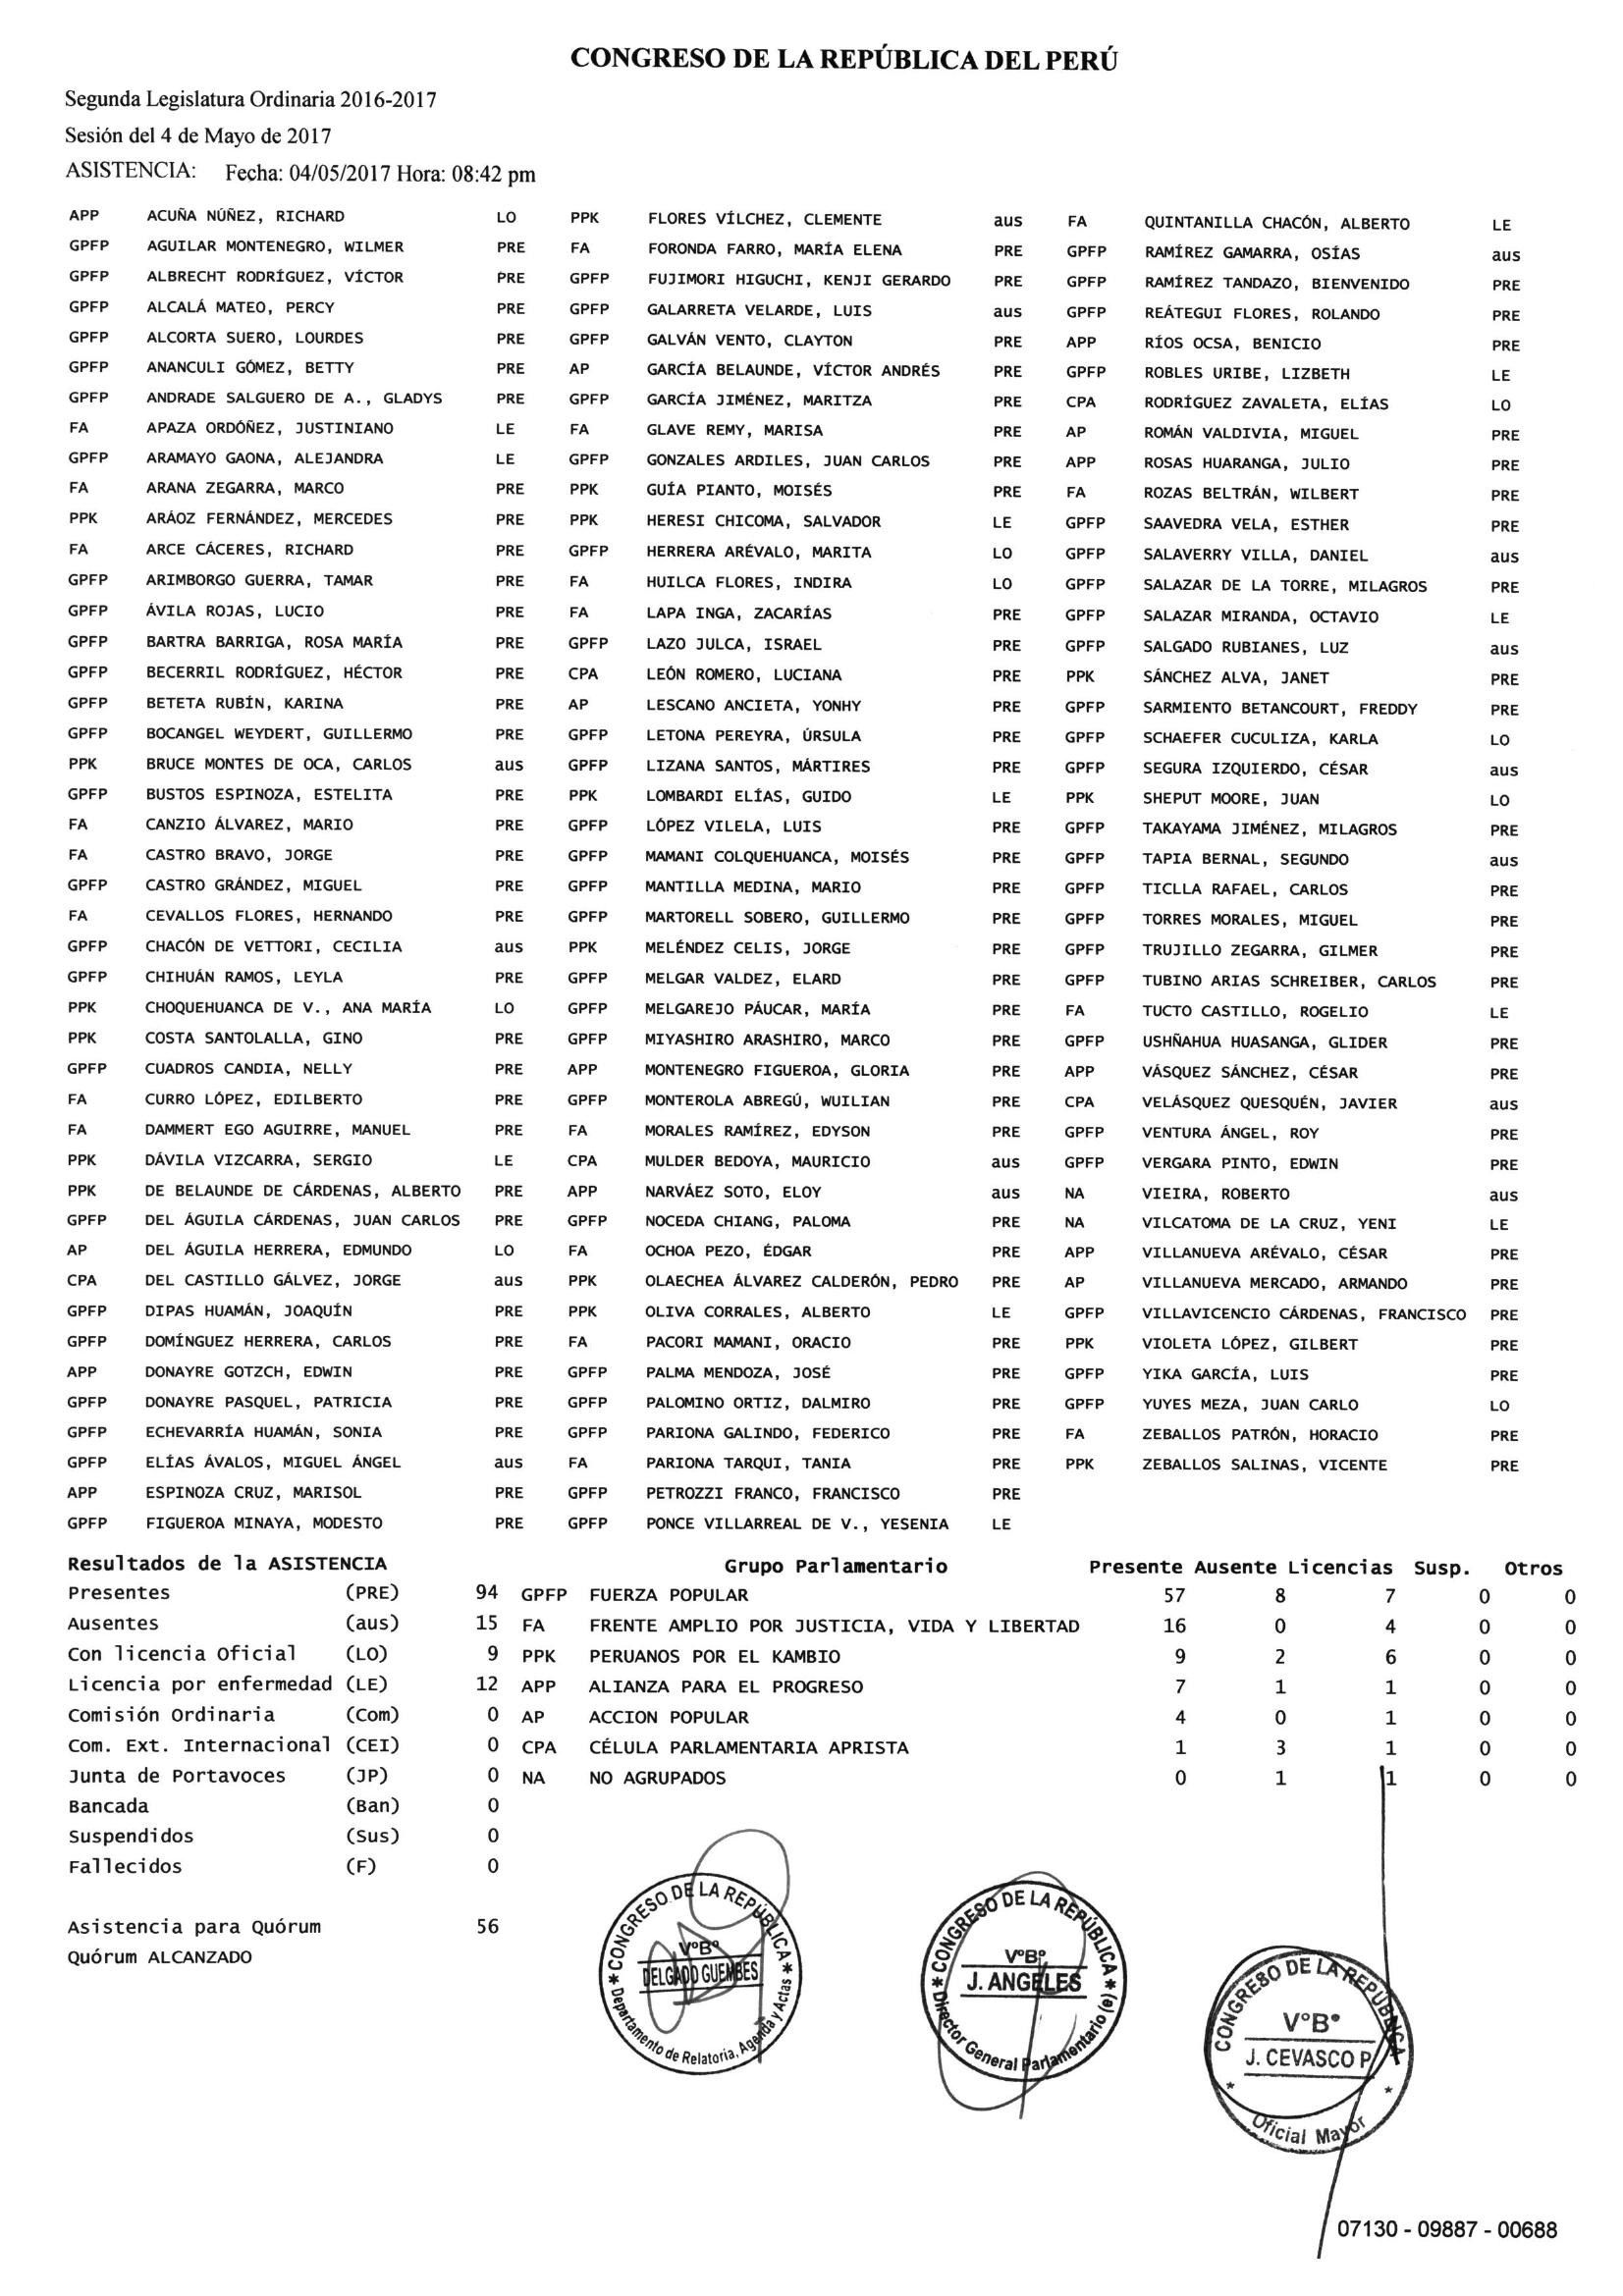 CONGRESO DE LA REPÚBLICA DEL PERÚ
Segunda Legislatura Ordinaria 2016-2017
Sesión del 4 de Mayo de 2017
ASISTENCIA: Fecha: 04/05/2017 Hora: 08:42 pm
APP ACUÑA NÚÑEZ, RICHARD LO PPK FLORES VÍLCHEZ, CLEMENTE aus FA QUINTANILLA CHACÓN, ALBERTO LE
GPFP AGUILAR MONTENEGRO, WILMER PRE FA FORONDA FARRO, MARÍA ELENA PRE GPFP RAMÍREZ GAMARRA, OSÍAS aus
GPFP ALBRECHT RODRÍGUEZ, VÍCTOR PRE GPFP FUJIMORI HIGUCHI, KENJI GERARDO PRE GPFP RAMÍREZ TANDAZO, BIENVENIDO PRE
GPFP ALCALÁ MATEO, PERCY PRE GPFP GALARRETA VELARDE, LUIS aus GPFP REÁTEGUI FLORES, ROLANDO PRE
GPFP ALCORTA SUERO, LOURDES PRE GPFP GALVÁN VENTO, CLAYTON PRE APP RÍOS OCSA, BENICIO PRE
GPFP ANANCULI GÓMEZ, BETTY PRE AP GARCÍA BELAUNDE, VÍCTOR ANDRÉS PRE GPFP ROBLES URIBE, LIZBETH LE
GPFP ANDRADE SALGUERO DE A., GLADYS PRE GPFP GARCÍA JIMÉNEZ, MARITZA PRE CPA RODRÍGUEZ ZAVALETA, ELÍAS LO
FA APAZA ORDÓÑEZ, JUSTINIANO LE FA GLAVE REMY, MARISA PRE AP ROMÁN VALDIVIA, MIGUEL PRE
GPFP ARAMAYO GAONA, ALEJANDRA LE GPFP GONZALES ARDILES, JUAN CARLOS PRE APP ROSAS HUARANGA, JULIO PRE
FA ARANA ZEGARRA, MARCO PRE PPK GUÍA PIANTO, MOISÉS PRE FA ROZAS BELTRÁN, WILBERT PRE
PPK ARÁOZ FERNÁNDEZ, MERCEDES PRE PPK HERESI CHICOMA, SALVADOR LE GPFP SAAVEDRA VELA, ESTHER PRE
FA ARCE CÁCERES, RICHARD PRE GPFP HERRERA ARÉVALO, MARITA LO GPFP SALAVERRY VILLA, DANIEL aus
GPFP ARIMBORGO GUERRA, TAMAR PRE FA HUILCA FLORES, INDIRA LO GPFP SALAZAR DE LA TORRE, MILAGROS PRE
GPFP ÁVILA ROJAS, LUCIO PRE FA LAPA INGA, ZACARÍAS PRE GPFP SALAZAR MIRANDA, OCTAVIO LE
GPFP BARTRA BARRIGA, ROSA MARÍA PRE GPFP LAZO JULCA, ISRAEL PRE GPFP SALGADO RUBIANES, LUZ aus
GPFP BECERRIL RODRÍGUEZ, HÉCTOR PRE CPA LEÓN ROMERO, LUCIANA PRE PPK SÁNCHEZ ALVA, JANET PRE
GPFP BETETA RUBÍN, KARINA PRE AP LESCANO ANCIETA, YONHY PRE GPFP SARMIENTO BETANCOURT, FREDDY PRE
GPFP BOCANGEL WEYDERT, GUILLERMO PRE GPFP LETONA PEREYRA, ÚRSULA PRE GPFP SCHAEFER CUCULIZA, KARLA LO
PPK BRUCE MONTES DE OCA, CARLOS aus GPFP LIZANA SANTOS, MÁRTIRES PRE GPFP SEGURA IZQUIERDO, CÉSAR aus
GPFP BUSTOS ESPINOZA, ESTELITA PRE PPK LOMBARDI ELÍAS, GUIDO LE PPK SHEPUT MOORE, JUAN LO
FA CANZIO ÁLVAREZ, MARIO PRE GPFP LÓPEZ VILELA, LUIS PRE GPFP TAKAYAMA JIMÉNEZ, MILAGROS PRE
FA CASTRO BRAVO, JORGE PRE GPFP MAMANI COLQUEHUANCA, MOISÉS PRE GPFP TAPIA BERNAL, SEGUNDO aus
GPFP CASTRO GRÁNDEZ, MIGUEL PRE GPFP MANTILLA MEDINA, MARIO PRE GPFP TICLLA RAFAEL, CARLOS PRE
FA CEVALLOS FLORES, HERNANDO PRE GPFP MARTORELL SOBERO, GUILLERMO PRE GPFP TORRES MORALES, MIGUEL PRE
GPFP CHACÓN DE VETTORI, CECILIA aus PPK MELÉNDEZ CELIS, JORGE PRE GPFP TRUJILLO ZEGARRA, GILMER PRE
GPFP CHIHUÁN RAMOS, LEYLA PRE GPFP MELGAR VALDEZ, ELARD PRE GPFP TUBINO ARIAS SCHREIBER, CARLOS PRE
PPK CHOQUEHUANCA DE V., ANA MARÍA LO GPFP MELGAREJO PÁUCAR, MARÍA PRE FA TUCTO CASTILLO, ROGELIO LE
PPK COSTA SANTOLALLA, GINO PRE GPFP MIYASHIRO ARASHIRO, MARCO PRE GPFP USHÑAHUA HUASANGA, GLIDER PRE
GPFP CUADROS CANDIA, NELLY PRE APP MONTENEGRO FIGUEROA, GLORIA PRE APP VÁSQUEZ SÁNCHEZ, CÉSAR PRE
FA CURRO LÓPEZ, EDILBERTO PRE GPFP MONTEROLA ABREGÚ, WUILIAN PRE CPA VELÁSQUEZ QUESQUÉN, JAVIER aus
FA DAMMERT EGO AGUIRRE, MANUEL PRE FA MORALES RAMÍREZ, EDYSON PRE GPFP VENTURA ÁNGEL, ROY PRE
PPK DÁVILA VIZCARRA, SERGIO LE CPA MULDER BEDOYA, MAURICIO aus GPFP VERGARA PINTO, EDWIN PRE
PPK DE BELAUNDE DE CÁRDENAS, ALBERTO PRE APP NARVÁEZ SOTO, ELOY aus NA VIEIRA, ROBERTO aus
GPFP DEL ÁGUILA CÁRDENAS, JUAN CARLOS PRE GPFP NOCEDA CHIANG, PALOMA PRE NA VILCATOMA DE LA CRUZ, YENI LE
AP DEL ÁGUILA HERRERA, EDMUNDO LO FA OCHOA PEZO, ÉDGAR PRE APP VILLANUEVA ARÉVALO, CÉSAR PRE
CPA DEL CASTILLO GÁLVEZ, JORGE aus PPK OLAECHEA ÁLVAREZ CALDERÓN, PEDRO PRE AP VILLANUEVA MERCADO, ARMANDO PRE
GPFP DIPAS HUAMÁN, JOAQUÍN PRE PPK OLIVA CORRALES, ALBERTO LE GPFP VILLAVICENCIO CÁRDENAS, FRANCISCO PRE
GPFP DOMÍNGUEZ HERRERA, CARLOS PRE FA PACORI MAMANI, ORACIO PRE PPK VIOLETA LÓPEZ, GILBERT PRE
APP DONAYRE GOTZCH, EDWIN PRE GPFP PALMA MENDOZA, JOSÉ PRE GPFP YIKA GARCÍA, LUIS PRE
GPFP DONAYRE PASQUEL, PATRICIA PRE GPFP PALOMINO ORTIZ, DALMIRO PRE GPFP YUYES MEZA, JUAN CARLO LO
GPFP ECHEVARRÍA HUAMÁN, SONIA PRE GPFP PARIONA GALINDO, FEDERICO PRE FA ZEBALLOS PATRÓN, HORACIO PRE
GPFP ELÍAS ÁVALOS, MIGUEL ÁNGEL aus FA PARIONA TARQUI, TANIA PRE PPK ZEBALLOS SALINAS, VICENTE PRE
APP ESPINOZA CRUZ, MARISOL PRE GPFP PETROZZI FRANCO, FRANCISCO PRE
GPFP FIGUEROA MINAYA, MODESTO PRE GPFP PONCE VILLARREAL DE V., YESENIA LE
Resultados de la ASISTENCIA Grupo Parlamentario Presente Ausente Licencias Susp. Otros
Presentes (PRE) 94 GPFP FUERZA POPULAR 57 8 7 0 0
Ausentes (aus) 15 FA FRENTE AMPLIO POR JUSTICIA, VIDA Y LIBERTAD 16 0 4 0 0
Con licencia Oficial (LO) 9 PPK PERUANOS POR EL KAMBIO 9 2 6 0 0
Licencia por enfermedad (LE) 12 APP ALIANZA PARA EL PROGRESO 7 1 1 0 0
Comisión Ordinaria (Com) 0 AP ACCION POPULAR 4 0 1 0 0
Com. Ext. Internacional (CEI) 0 CPA CÉLULA PARLAMENTARIA APRISTA 1 3 1 0 0
Junta de Portavoces (JP) 0 NA NO AGRUPADOS 0 1 1 0 0
Bancada (Ban) 0
Suspendidos (Sus) 0
Fallecidos (F) 0
Asistencia para Quórum 56
Quórum ALCANZADO
CONGRESO DE LA REPÚBLICA
V°B°
DELGADO GUEMBES
Departamento de Relatoría, Agenda y Actas
CONGRESO DE LA REPÚBLICA
V°B°
J. ANGELES
Director General Parlamentario (e)
CONGRESO DE LA REPÚBLICA
V°B°
J. CEVASCO P.
Oficial Mayor
07130 - 09887 - 00688